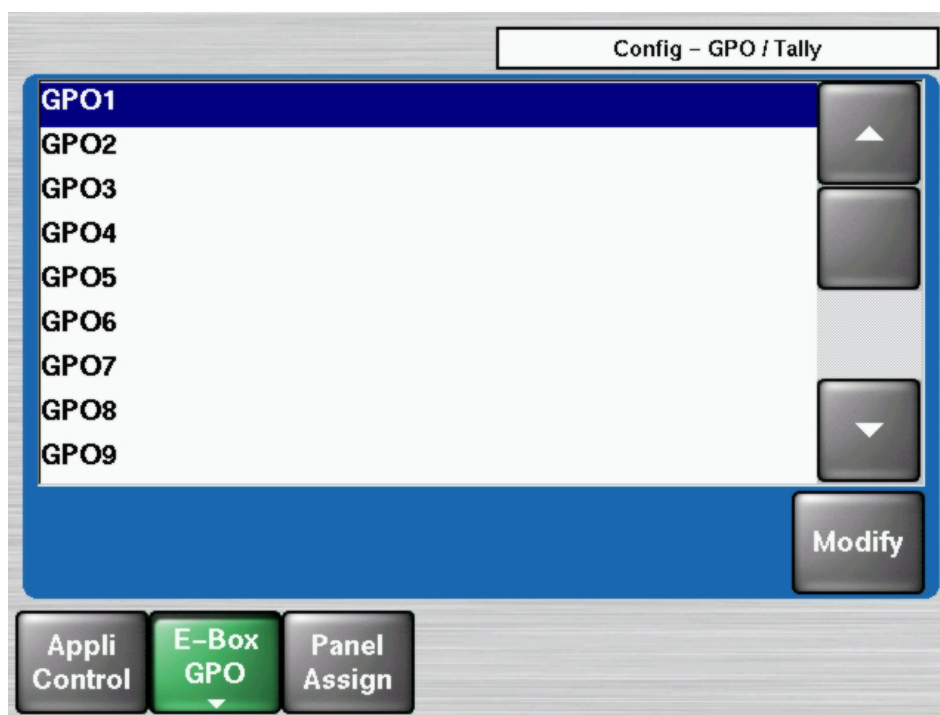 Config – GPO / Tally
GPO1
GPO2
GPO3
GPO4
GPO5
GPO6
GPO7
GPO8
GPO9
Modify
Appli
Control
E–Box
GPO
Panel
Assign